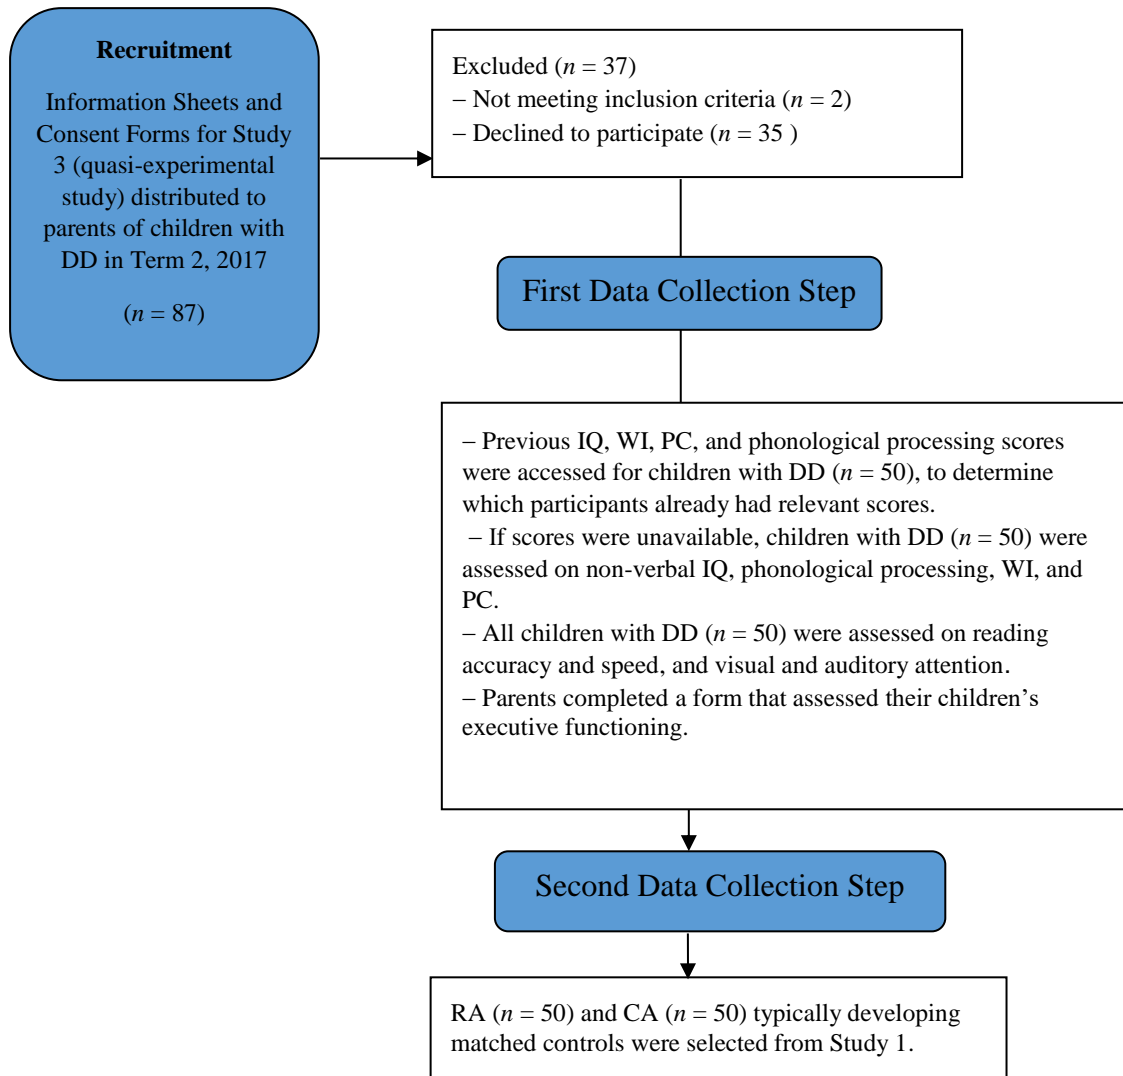 Recruitment
Information Sheets and
Consent Forms for Study
3 (quasi-experimental
study) distributed to
parents of children with
DD in Term 2, 2017
(n = 87)
Excluded (n = 37)
– Not meeting inclusion criteria (n = 2)
– Declined to participate (n = 35 )
First Data Collection Step
– Previous IQ, WI, PC, and phonological processing scores
were accessed for children with DD (n = 50), to determine
which participants already had relevant scores.
– If scores were unavailable, children with DD (n = 50) were
assessed on non-verbal IQ, phonological processing, WI, and
PC.
– All children with DD (n = 50) were assessed on reading
accuracy and speed, and visual and auditory attention.
– Parents completed a form that assessed their children’s
executive functioning.
Second Data Collection Step
RA (n = 50) and CA (n = 50) typically developing
matched controls were selected from Study 1.